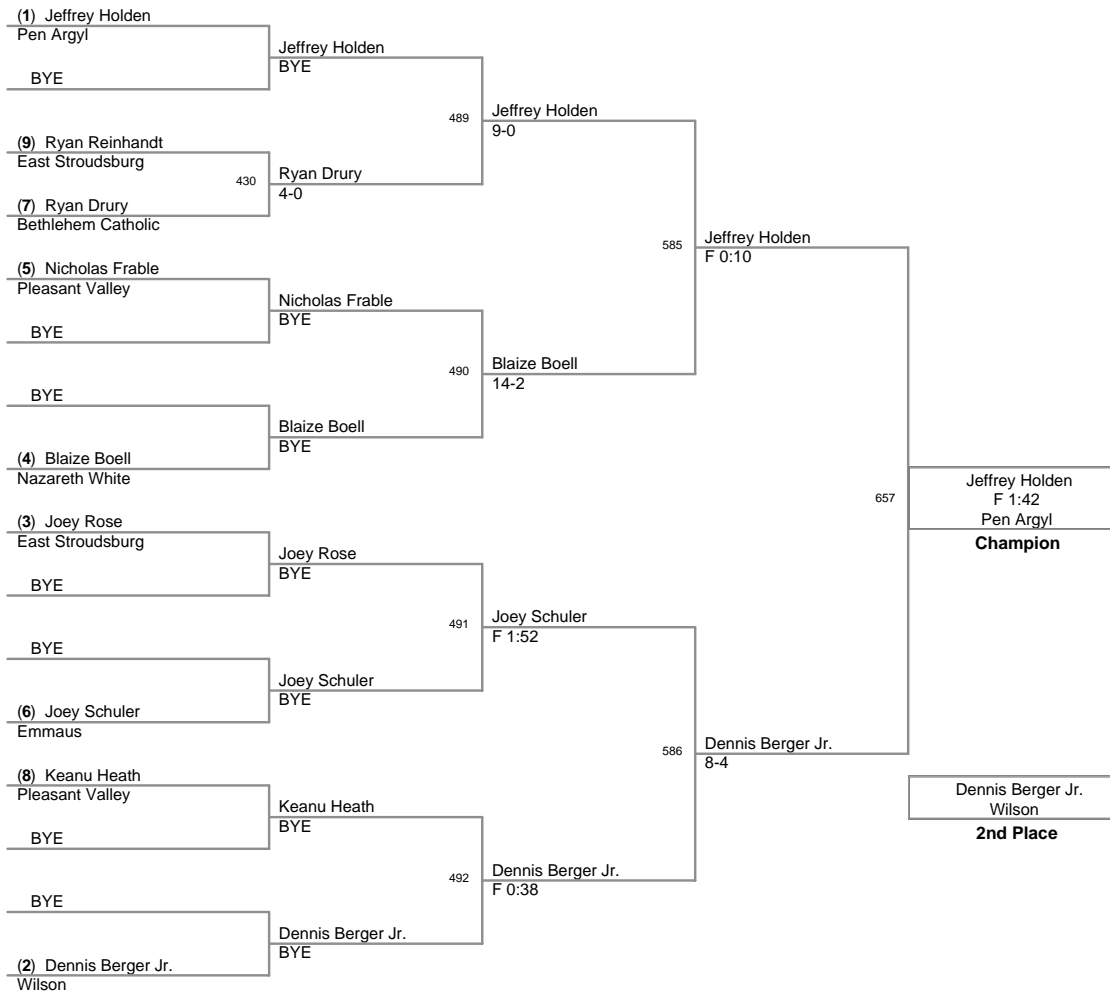 (1) Jeffrey Holden
Pen Argyl
BYE
(9) Ryan Reinhandt
East Stroudsburg
(7) Ryan Drury
Bethlehem Catholic
(5) Nicholas Frable
Pleasant Valley
BYE
BYE
(4) Blaize Boell
Nazareth White
(3) Joey Rose
East Stroudsburg
BYE
BYE
(6) Joey Schuler
Emmaus
(8) Keanu Heath
Pleasant Valley
BYE
BYE
(2) Dennis Berger Jr.
Wilson
Jeffrey Holden
BYE
430
Ryan Drury
4-0
Nicholas Frable
BYE
Blaize Boell
BYE
Joey Rose
BYE
Joey Schuler
BYE
Keanu Heath
BYE
Dennis Berger Jr.
BYE
489
Jeffrey Holden
9-0
490
Blaize Boell
14-2
491
Joey Schuler
F 1:52
492
Dennis Berger Jr.
F 0:38
585
Jeffrey Holden
F 0:10
586
Dennis Berger Jr.
8-4
657
Jeffrey Holden
F 1:42
Pen Argyl
Champion
Dennis Berger Jr.
Wilson
2nd Place